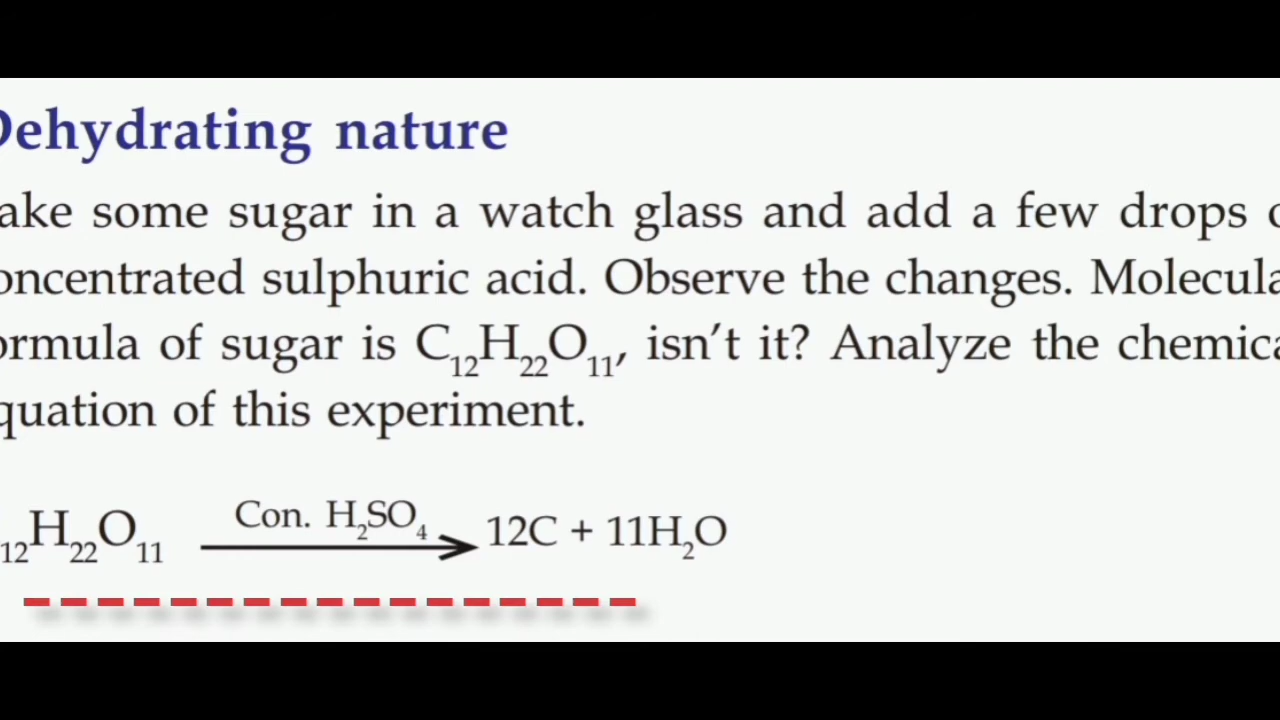 Dehydrating nature
ake some sugar in a watch glass and add a few drops o
oncentrated sulphuric acid. Observe the changes. Molecula
ormula of sugar is C₁₂H₂₂O₁₁, isn’t it? Analyze the chemica
quation of this experiment.
Con. H₂SO₄
₁₂H₂₂O₁₁ ⟶ 12C + 11H₂O